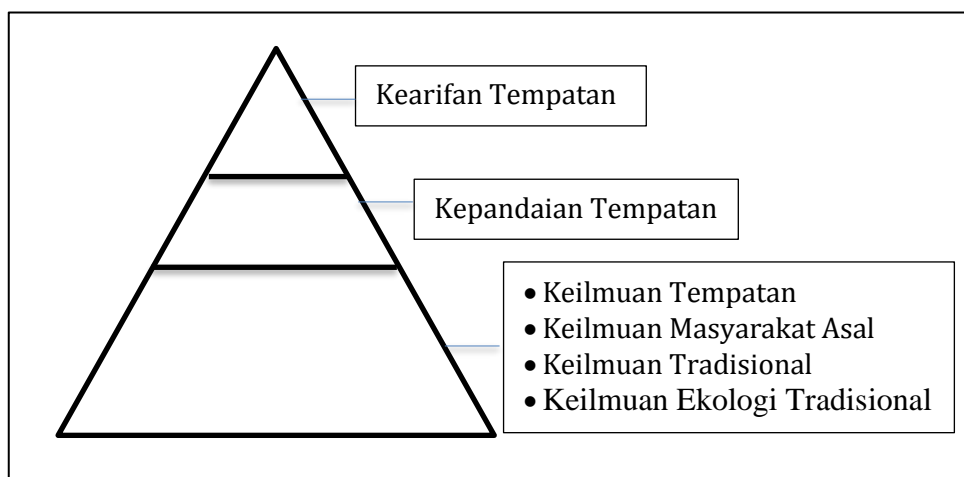 Kearifan Tempatan
Kepandaian Tempatan
• Keilmuan Tempatan
• Keilmuan Masyarakat Asal
• Keilmuan Tradisional
• Keilmuan Ekologi Tradisional